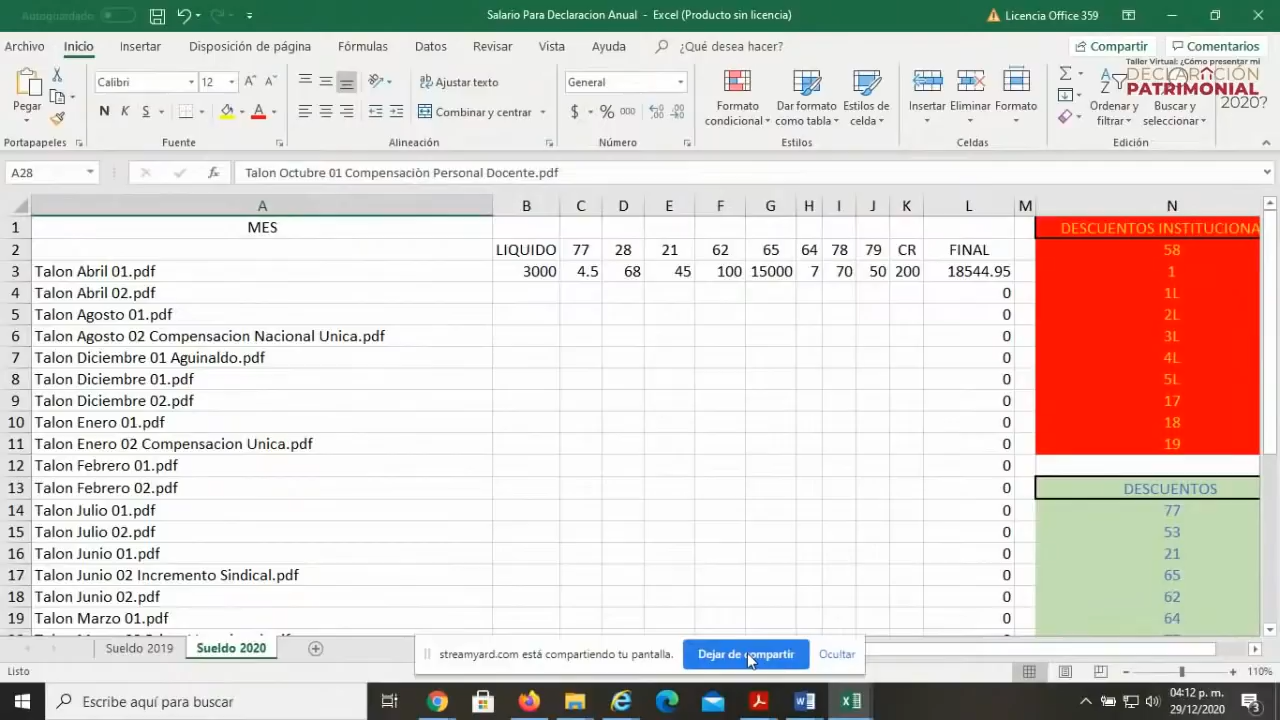 Autoguardado
Salario Para Declaracion Anual - Excel (Producto sin licencia)
Licencia Office 359
Archivo Inicio Insertar Disposición de página Fórmulas Datos Revisar Vista Ayuda ¿Qué desea hacer? Compartir Comentarios
Taller Virtual: ¿Cómo presentar mi
DECLARACIÓN
PATRIMONIAL
2020?
Pegar
Calibri 12
N K S
Ajustar texto
Combinar y centrar
General
$ % 000
Formato condicional
Dar formato como tabla
Estilos de celda
Insertar Eliminar Formato
Ordenar y filtrar
Buscar y seleccionar
Portapapeles Fuente Alineación Número Estilos Celdas Edición
A28 fx Talon Octubre 01 Compensaciòn Personal Docente.pdf
A B C D E F G H I J K L M N
1 MES DESCUENTOS INSTITUCIONA
2 LIQUIDO 77 28 21 62 65 64 78 79 CR FINAL 58
3 Talon Abril 01.pdf 3000 4.5 68 45 100 15000 7 70 50 200 18544.95 1
4 Talon Abril 02.pdf 0 1L
5 Talon Agosto 01.pdf 0 2L
6 Talon Agosto 02 Compensacion Nacional Unica.pdf 0 3L
7 Talon Diciembre 01 Aguinaldo.pdf 0 4L
8 Talon Diciembre 01.pdf 0 5L
9 Talon Diciembre 02.pdf 0 17
10 Talon Enero 01.pdf 0 18
11 Talon Enero 02 Compensacion Unica.pdf 0 19
12 Talon Febrero 01.pdf 0
13 Talon Febrero 02.pdf 0 DESCUENTOS
14 Talon Julio 01.pdf 0 77
15 Talon Julio 02.pdf 0 53
16 Talon Junio 01.pdf 0 21
17 Talon Junio 02 Incremento Sindical.pdf 0 65
18 Talon Junio 02.pdf 0 62
19 Talon Marzo 01.pdf 0 64
Sueldo 2019 Sueldo 2020
streamyard.com está compartiendo tu pantalla. Dejar de compartir Ocultar
Listo 110%
Escribe aquí para buscar
04:12 p. m.
29/12/2020
3